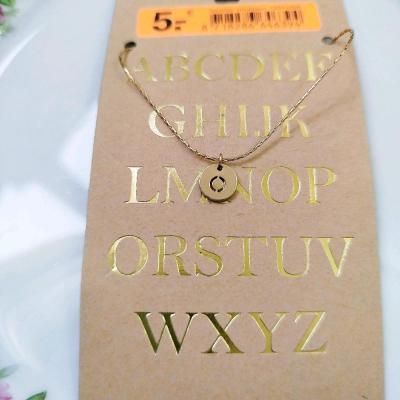 5.-
ABCDEF
GHIJK
LMNOP
QRSTUV
WXYZ
O